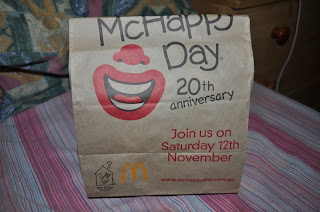 McHappy
Day
20th
anniversary
Join us on
Saturday 12th
November